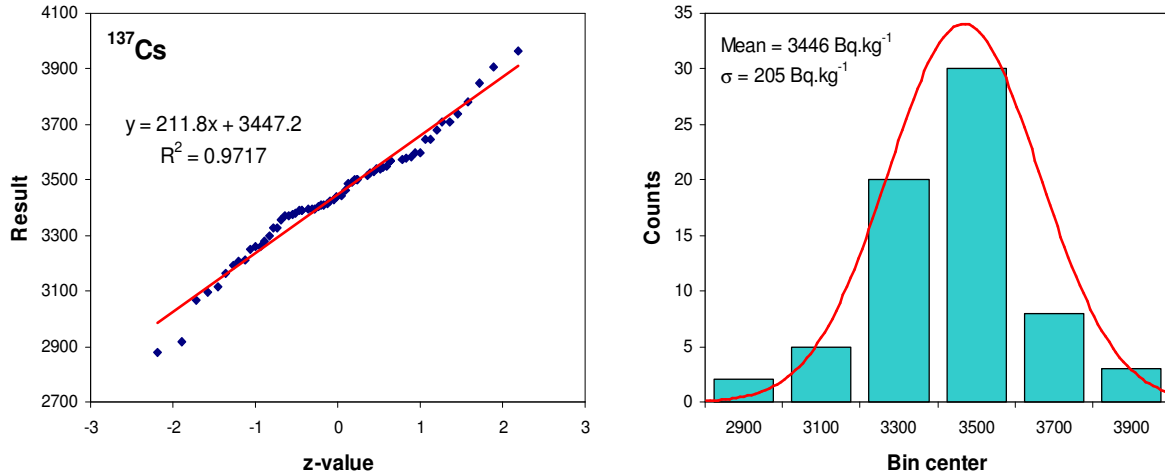 4100
3900
3700
3500
3300
3100
2900
2700
Result
¹³⁷Cs
y = 211.8x + 3447.2
R² = 0.9717
-3 -2 -1 0 1 2 3
z-value
35
30
25
20
15
10
5
0
Counts
Mean = 3446 Bq.kg⁻¹
σ = 205 Bq.kg⁻¹
2900 3100 3300 3500 3700 3900
Bin center